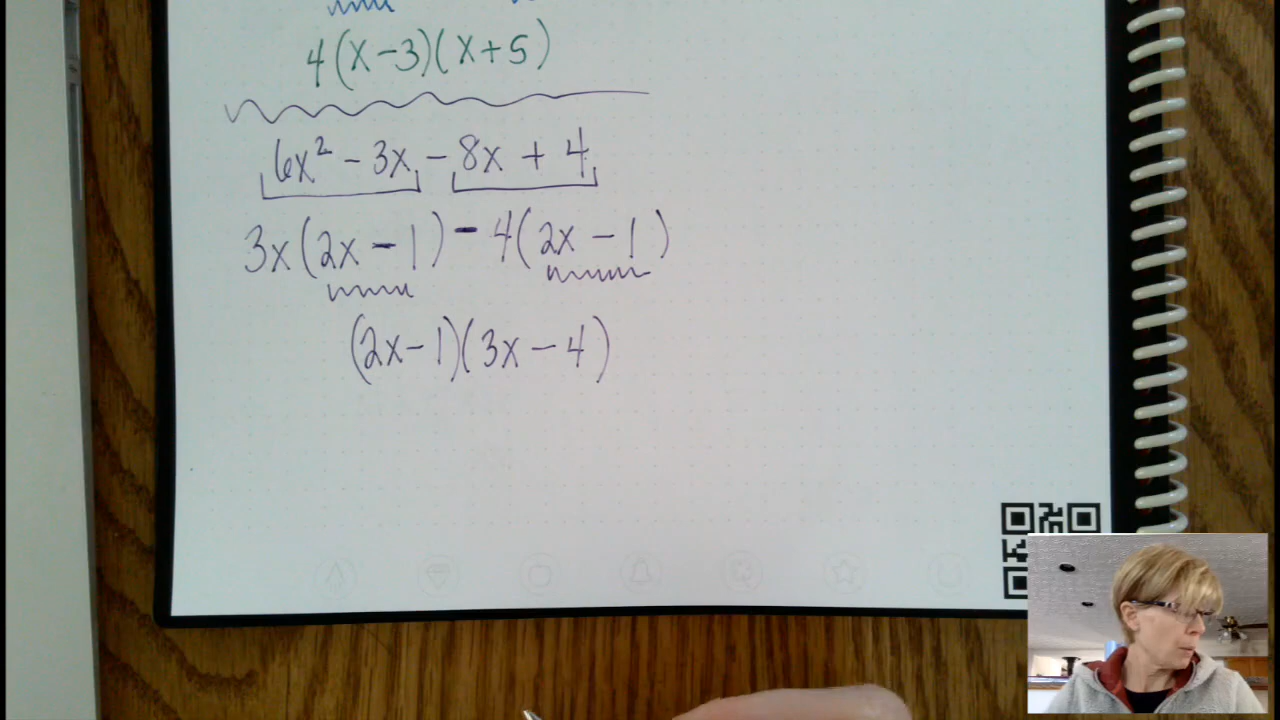 4(x-3)(x+5)
6x² - 3x - 8x + 4
3x(2x - 1) - 4(2x - 1)
(2x-1)(3x - 4)